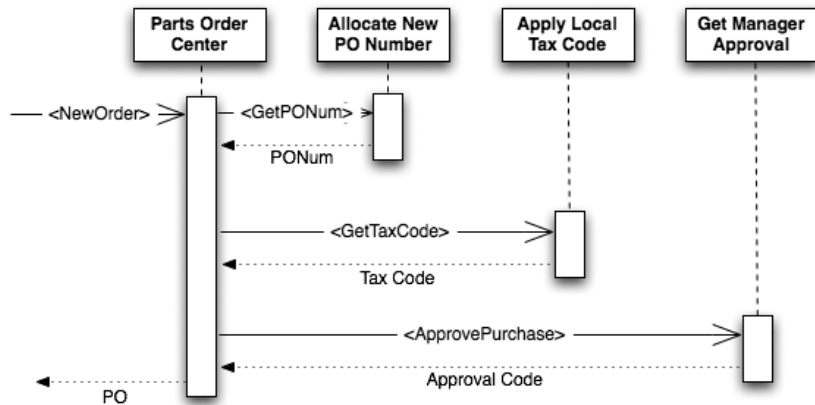 Parts Order
Center
Allocate New
PO Number
Apply Local
Tax Code
Get Manager
Approval
<NewOrder>
<GetPONum>
PONum
<GetTaxCode>
Tax Code
<ApprovePurchase>
Approval Code
PO